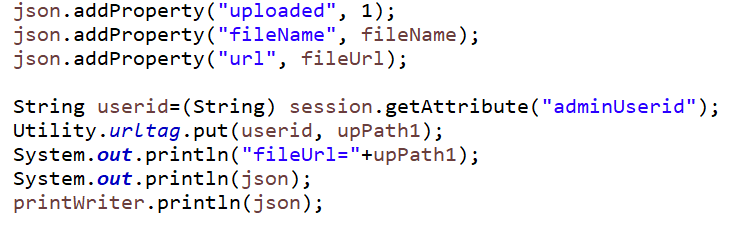 json.addProperty("uploaded", 1);
json.addProperty("fileName", fileName);
json.addProperty("url", fileUrl);
String userid=(String) session.getAttribute("adminUserid");
Utility.urltag.put(userid, upPath1);
System.out.println("fileUrl="+upPath1);
System.out.println(json);
printWriter.println(json);